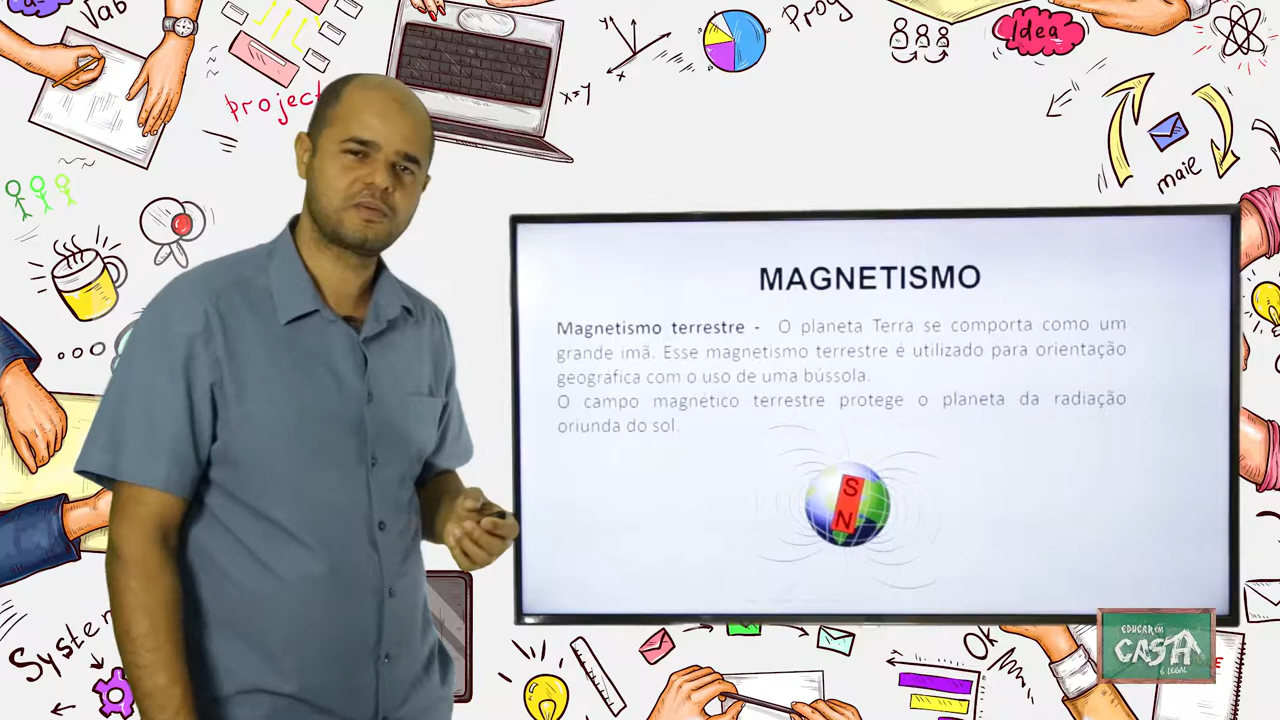 Vab
project
Y1
x
x=y
Prog
Idea
maie
MAGNETISMO
Magnetismo terrestre - O planeta Terra se comporta como um
grande imã. Esse magnetismo terrestre é utilizado para orientação
geográfica com o uso de uma bússola.
O campo magnético terrestre protege o planeta da radiação
oriunda do sol.
S
N
System
Ok
EDUCAR EM
CASA
É LEGAL